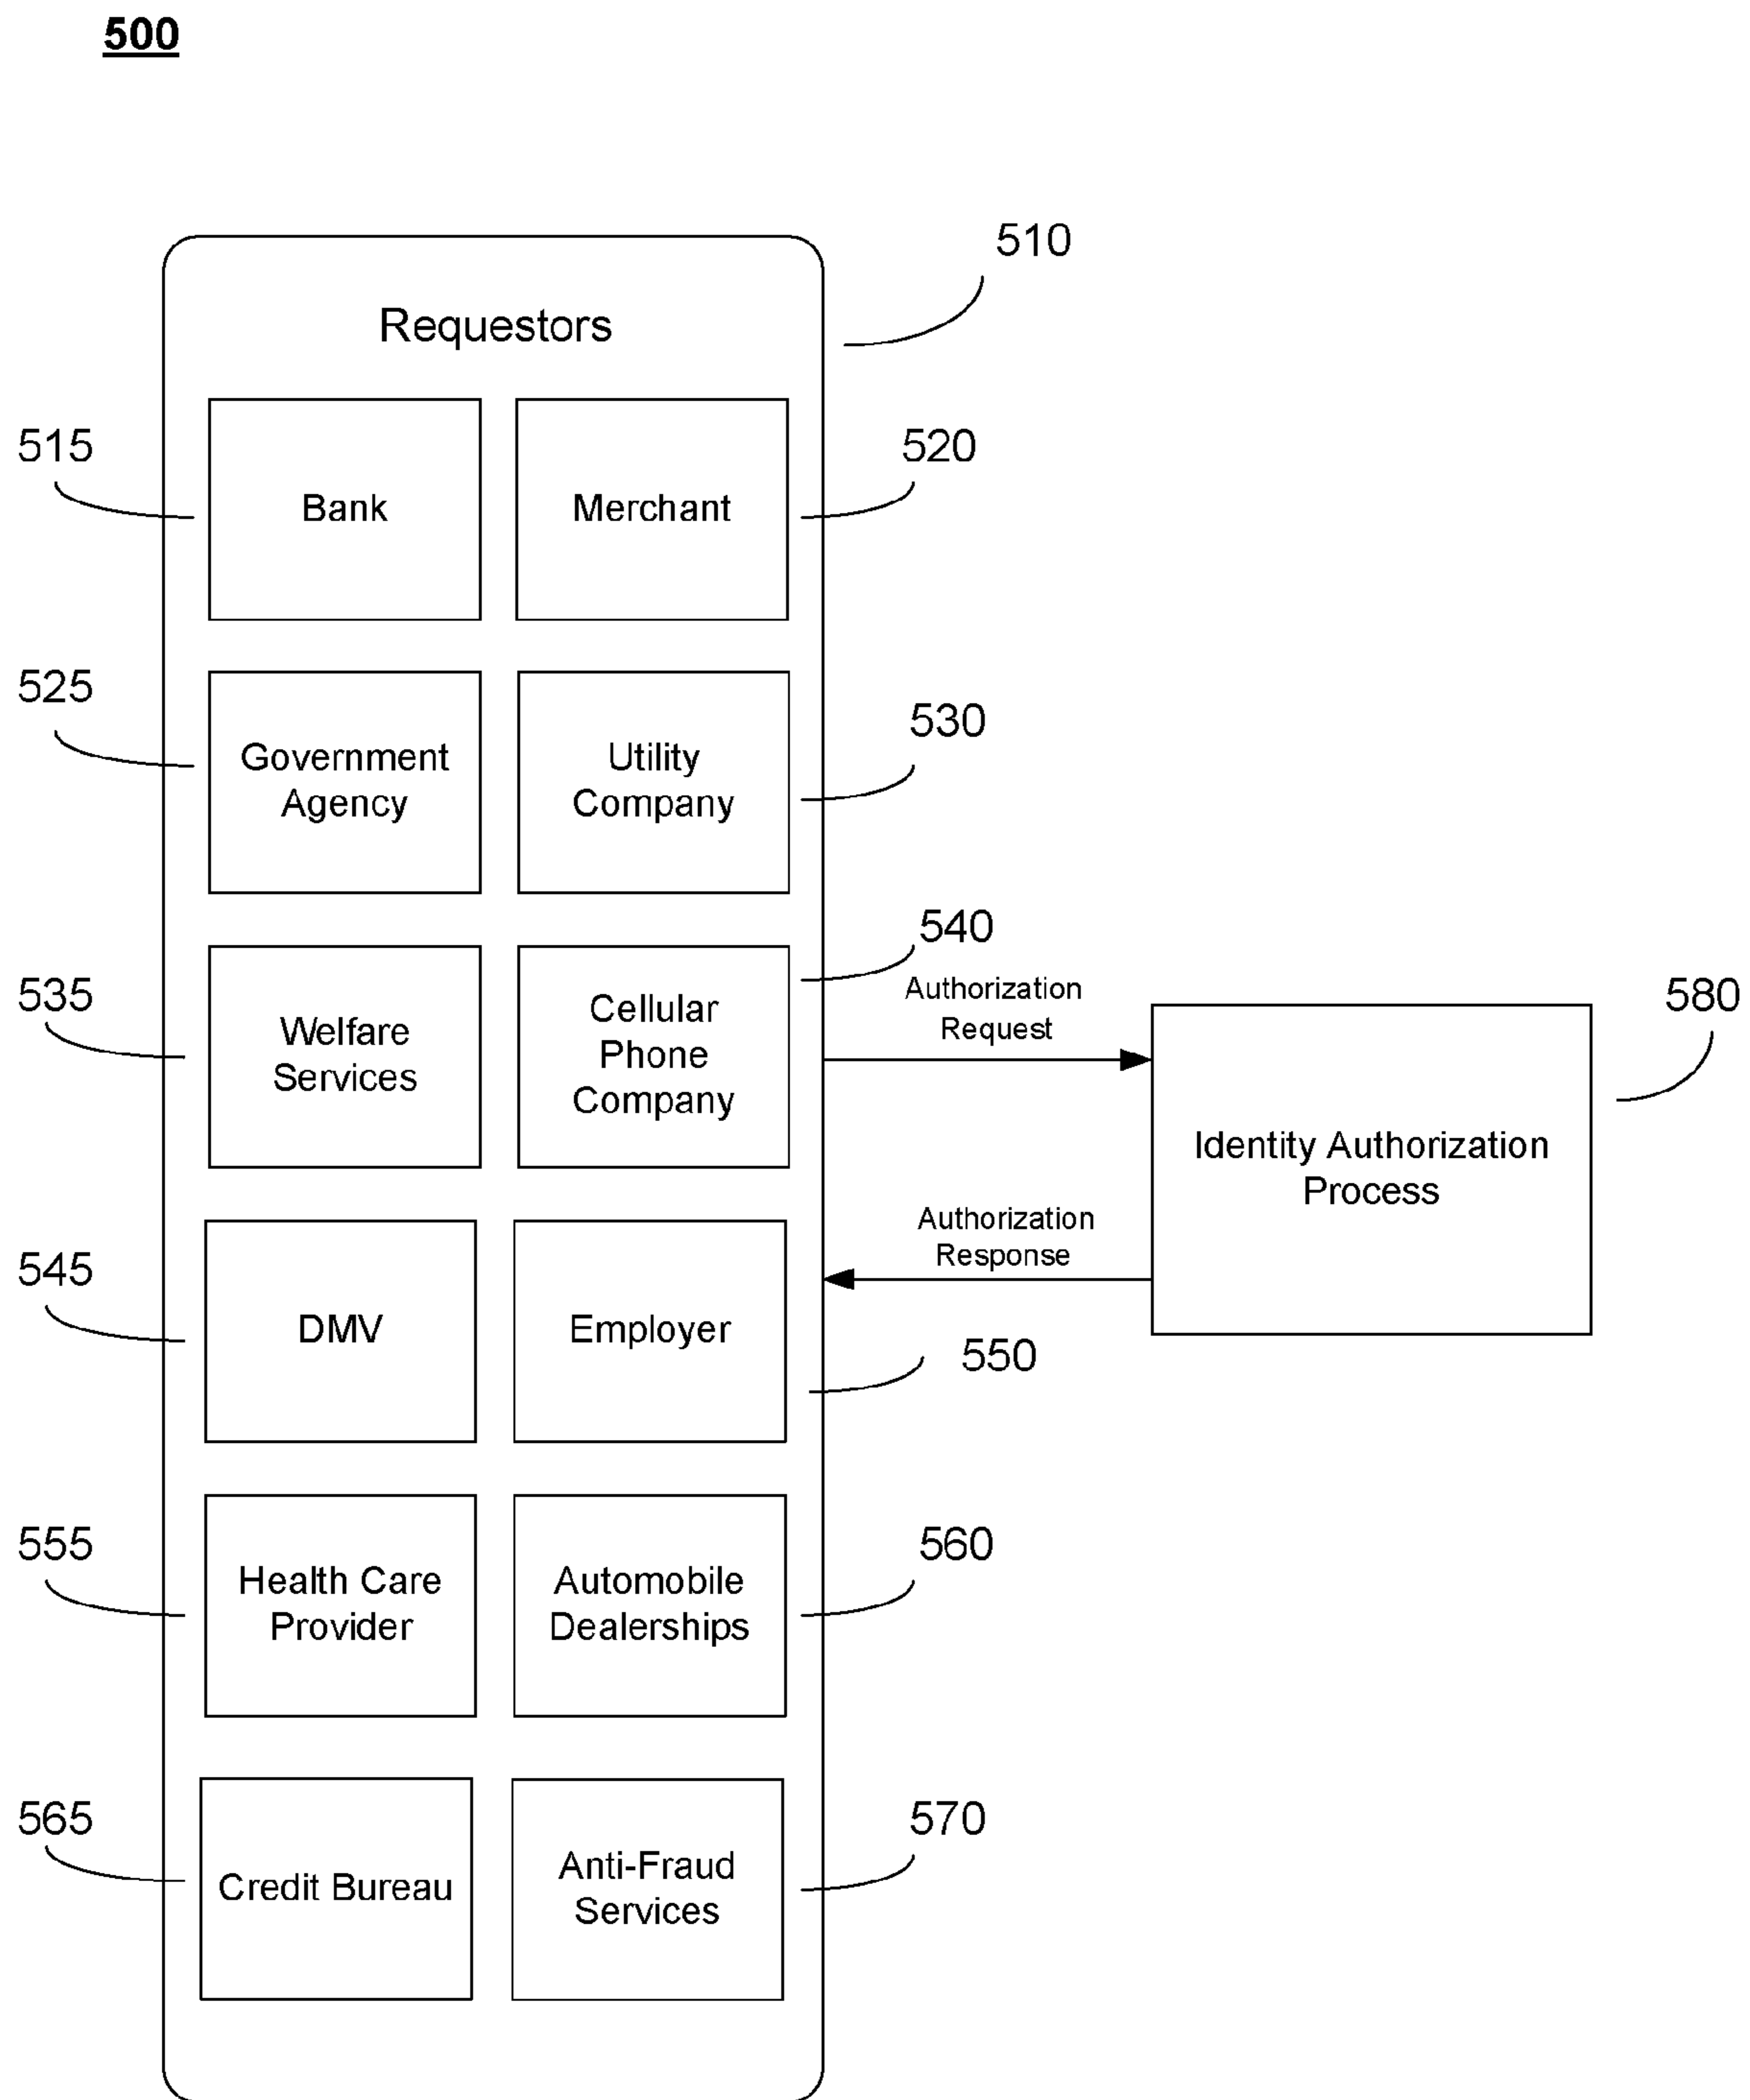 500
510
Requestors
515
520
Bank
Merchant
525
530
Government
Agency
Utility
Company
535
540
Welfare
Services
Cellular
Phone
Company
Authorization
Request
580
Identity Authorization
Process
Authorization
Response
545
550
DMV
Employer
555
560
Health Care
Provider
Automobile
Dealerships
565
570
Credit Bureau
Anti-Fraud
Services